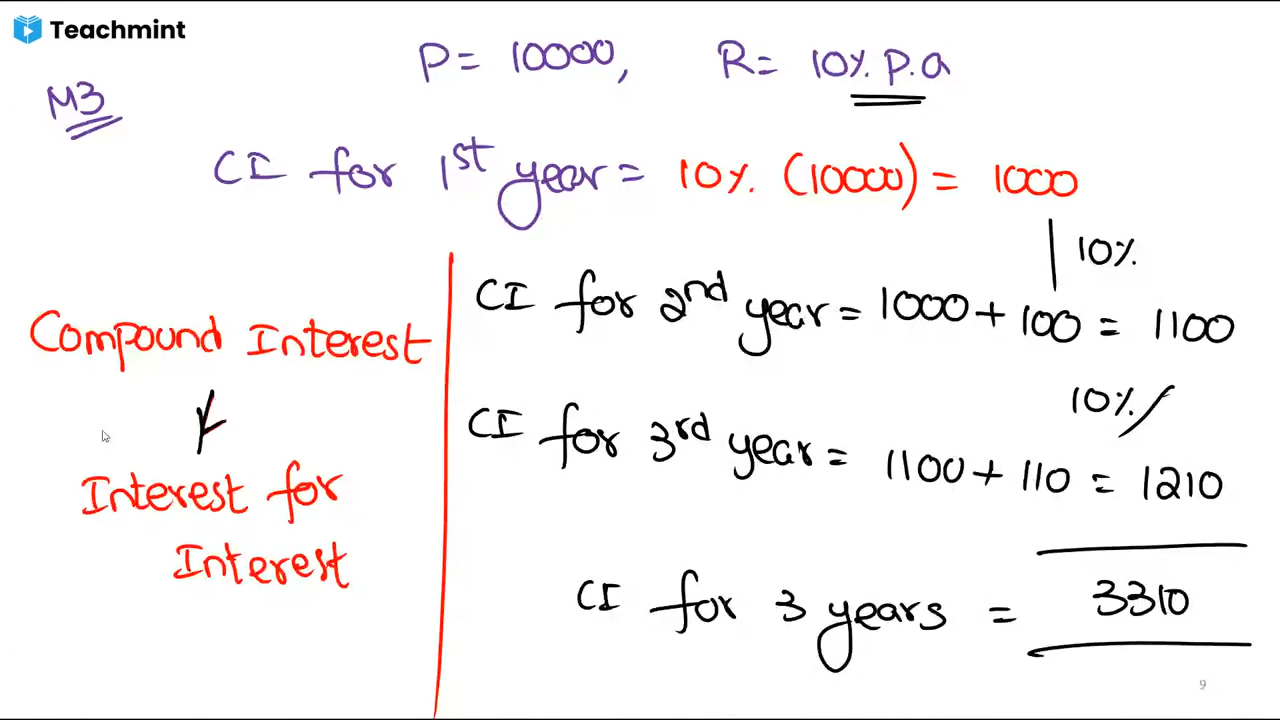 Teachmint
P= 10000, R= 10%. P.a
M3
CI for 1st year = 10%. (10000) = 1000
10%.
CI for 2nd year = 1000+100 = 1100
Compound Interest
10%
CI for 3rd year = 1100+110 = 1210
Interest for
Interest
CI for 3 years = 3310
9